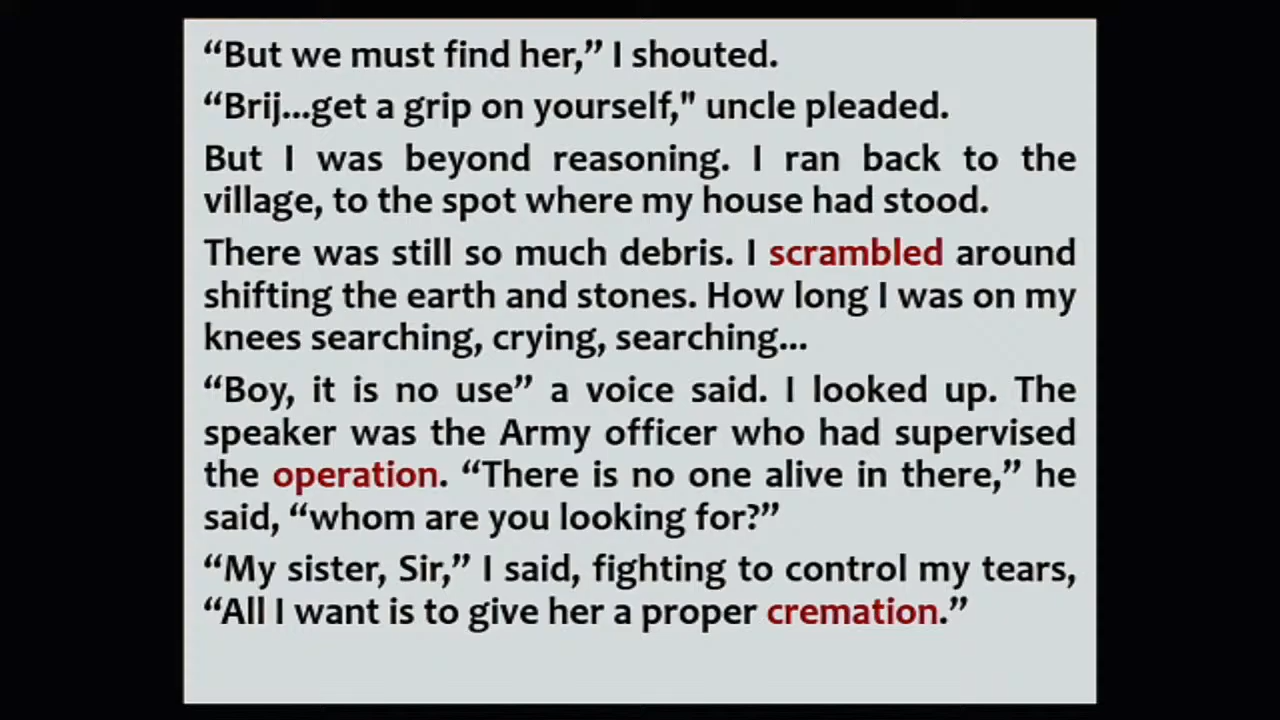 “But we must find her,” I shouted.
“Brij...get a grip on yourself," uncle pleaded.
But I was beyond reasoning. I ran back to the
village, to the spot where my house had stood.
There was still so much debris. I scrambled around
shifting the earth and stones. How long I was on my
knees searching, crying, searching...
“Boy, it is no use” a voice said. I looked up. The
speaker was the Army officer who had supervised
the operation. “There is no one alive in there,” he
said, “whom are you looking for?”
“My sister, Sir,” I said, fighting to control my tears,
“All I want is to give her a proper cremation.”